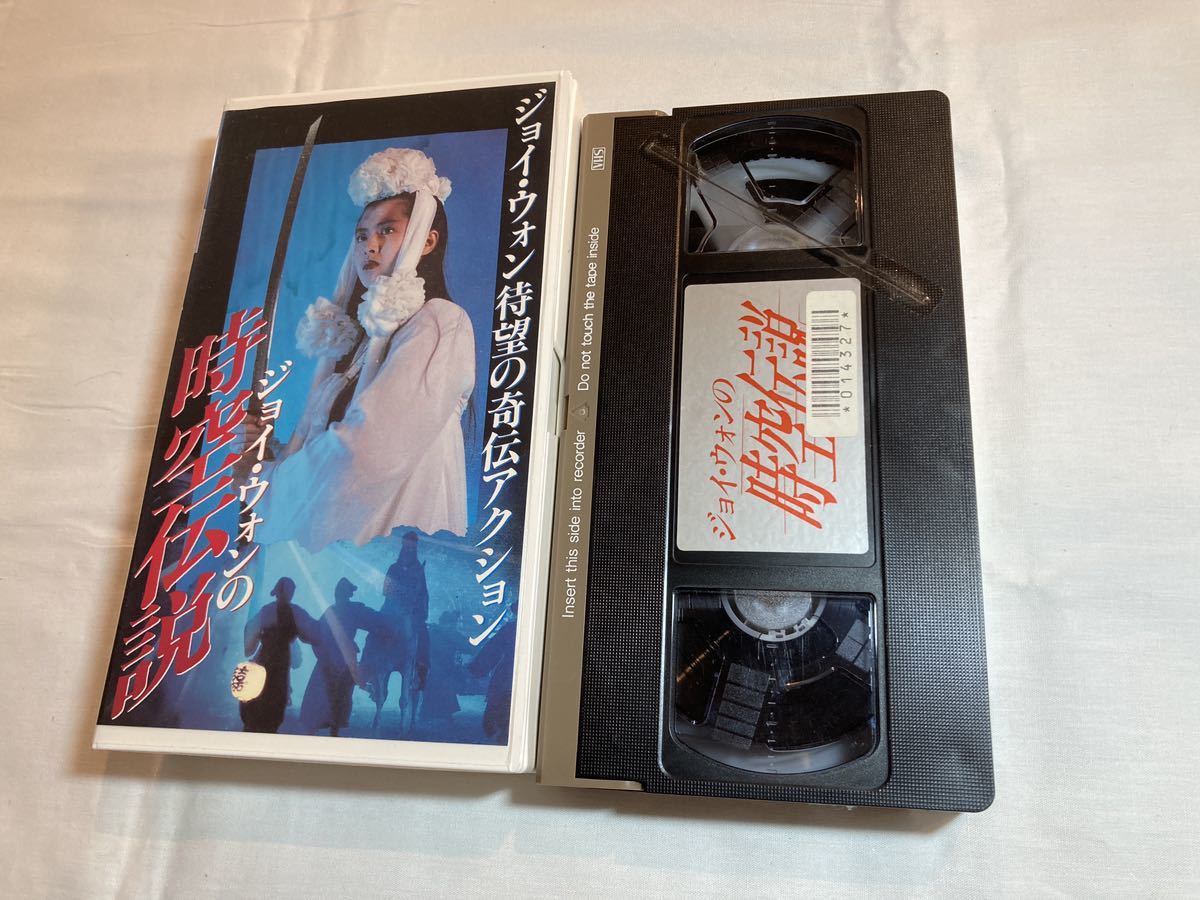 ジョイ・ウォン待望の奇伝アクション
ジョイ・ウォンの
時空伝説
VHS
Insert this side into recorder
Do not touch the tape inside
ジョイ・ウォンの
時空伝説
*014327*